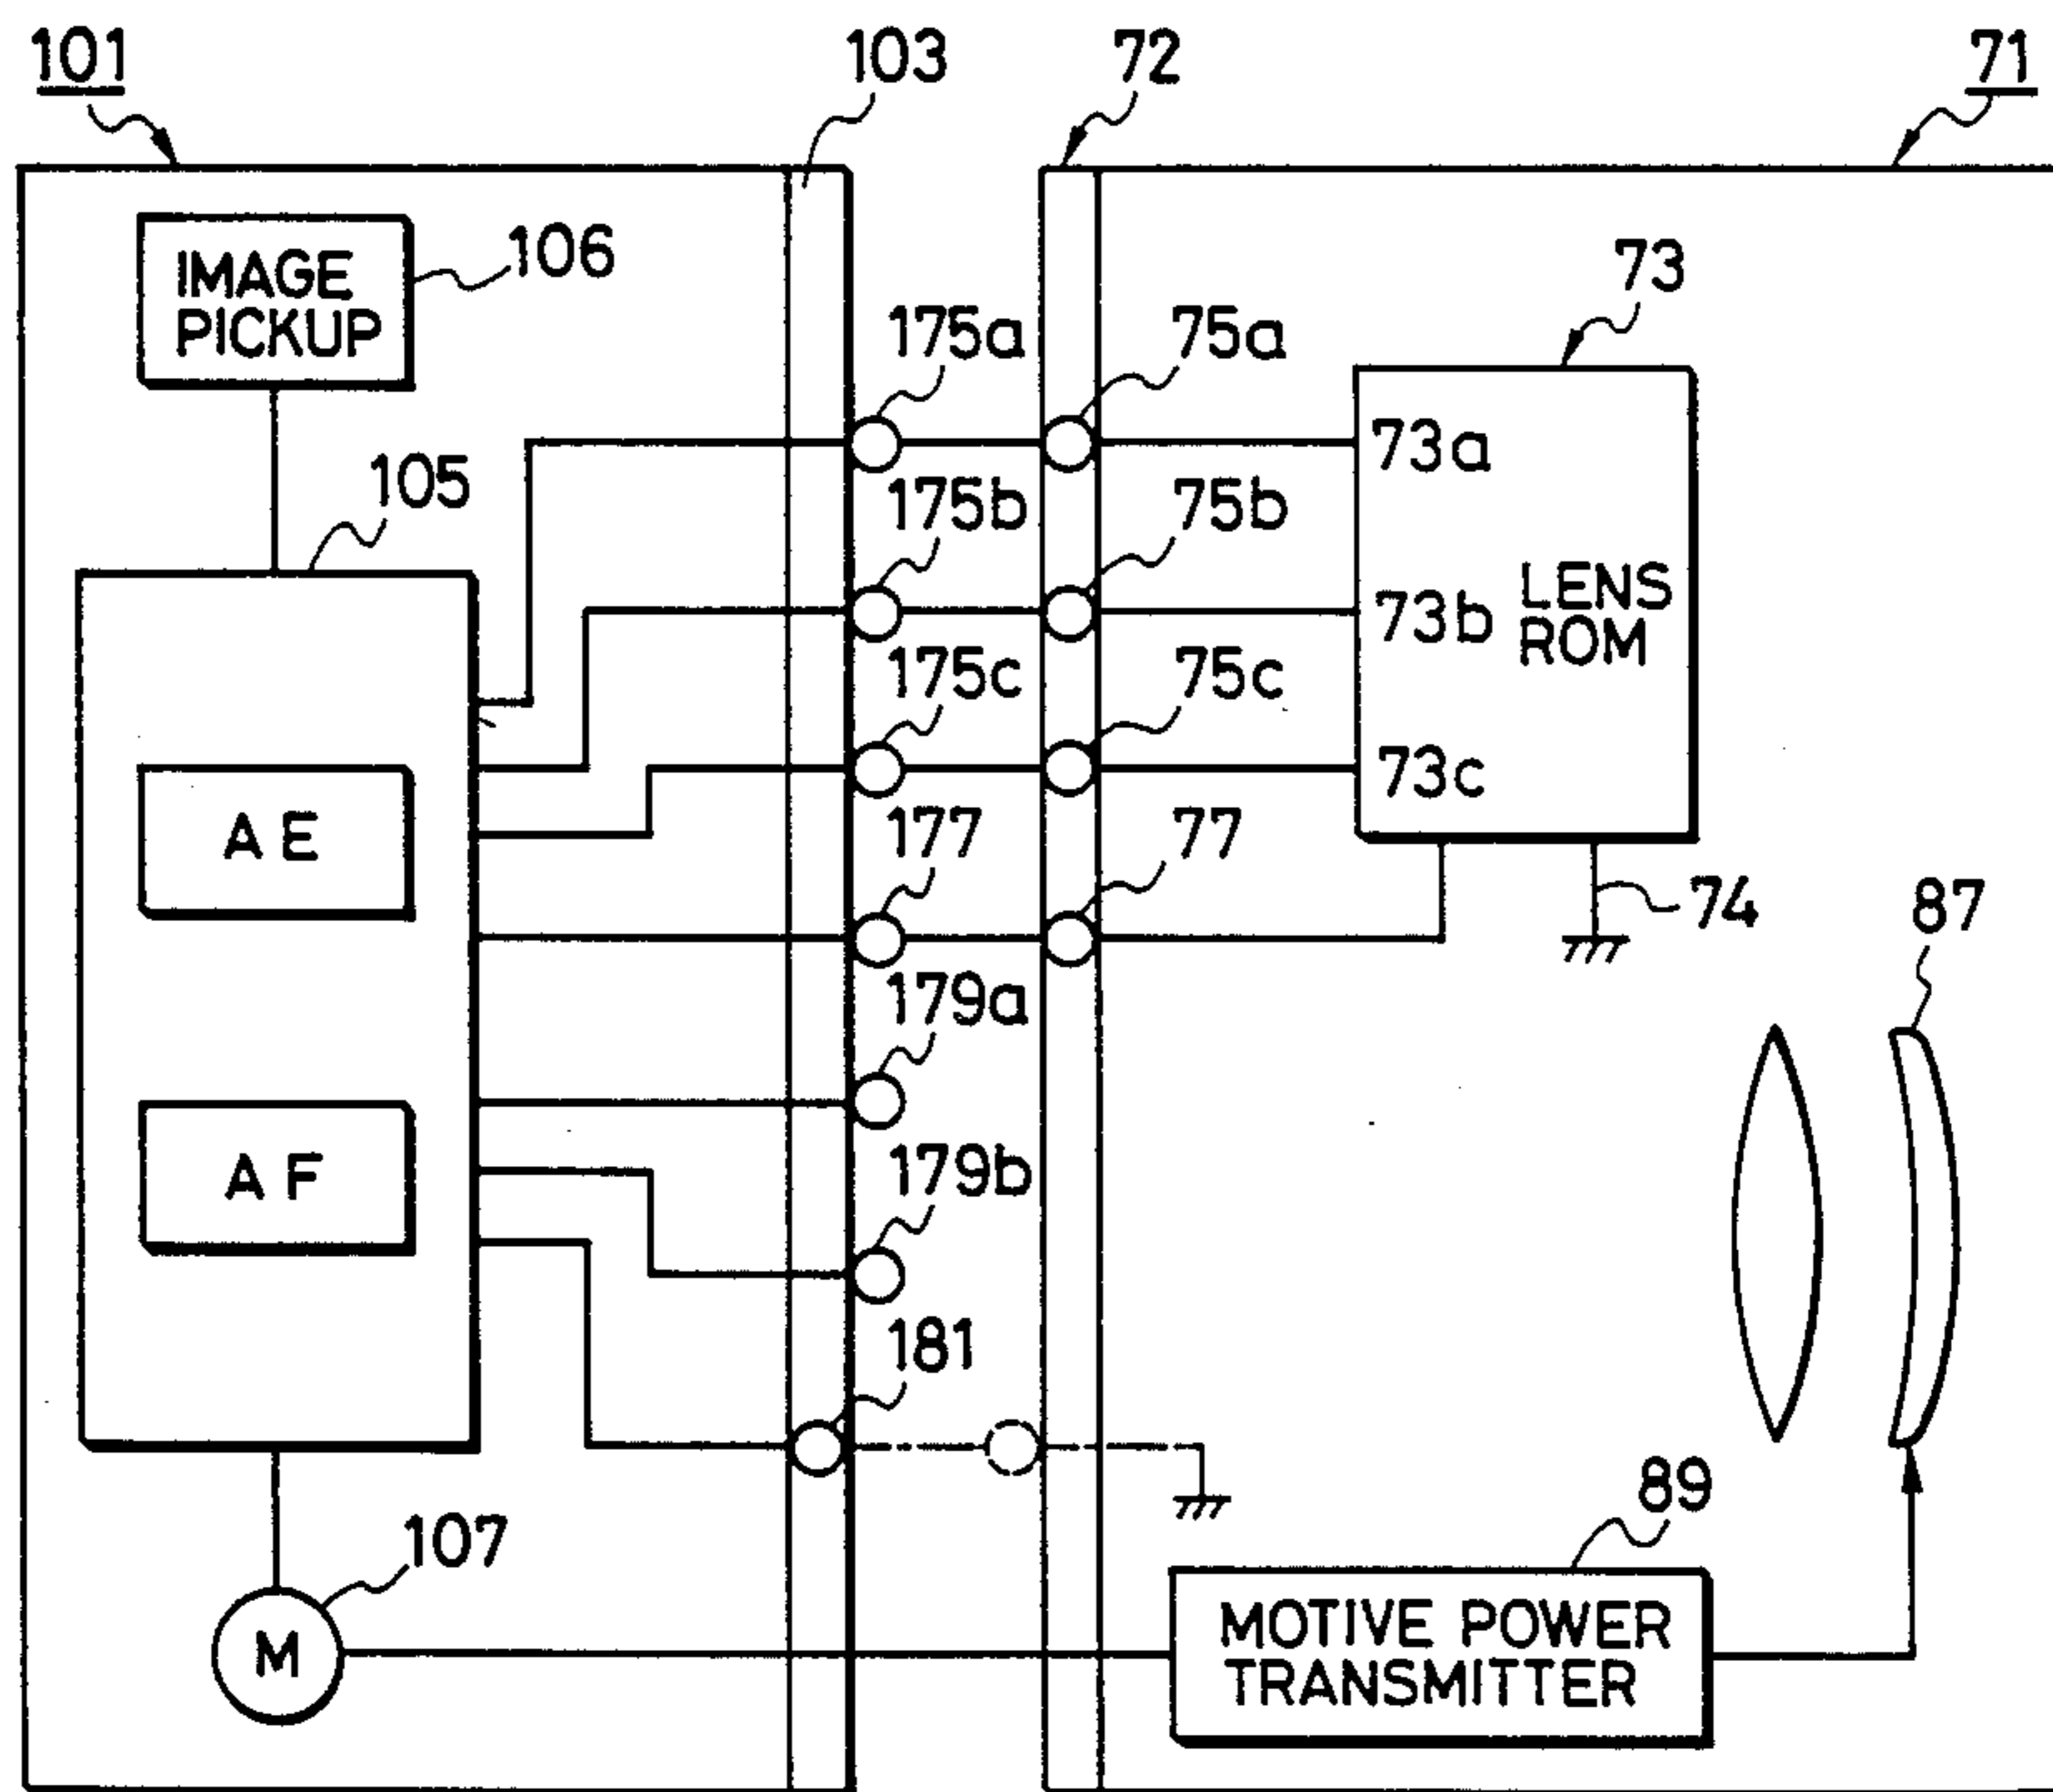 101
103
72
71
IMAGE
PICKUP
106
73
175a
75a
73a
105
175b
75b
73b
LENS
ROM
175c
75c
73c
AE
177
77
74
87
179a
AF
179b
181
89
107
M
MOTIVE POWER
TRANSMITTER